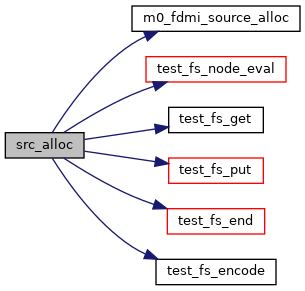 m0_fdmi_source_alloc
test_fs_node_eval
test_fs_get
src_alloc
test_fs_put
test_fs_end
test_fs_encode